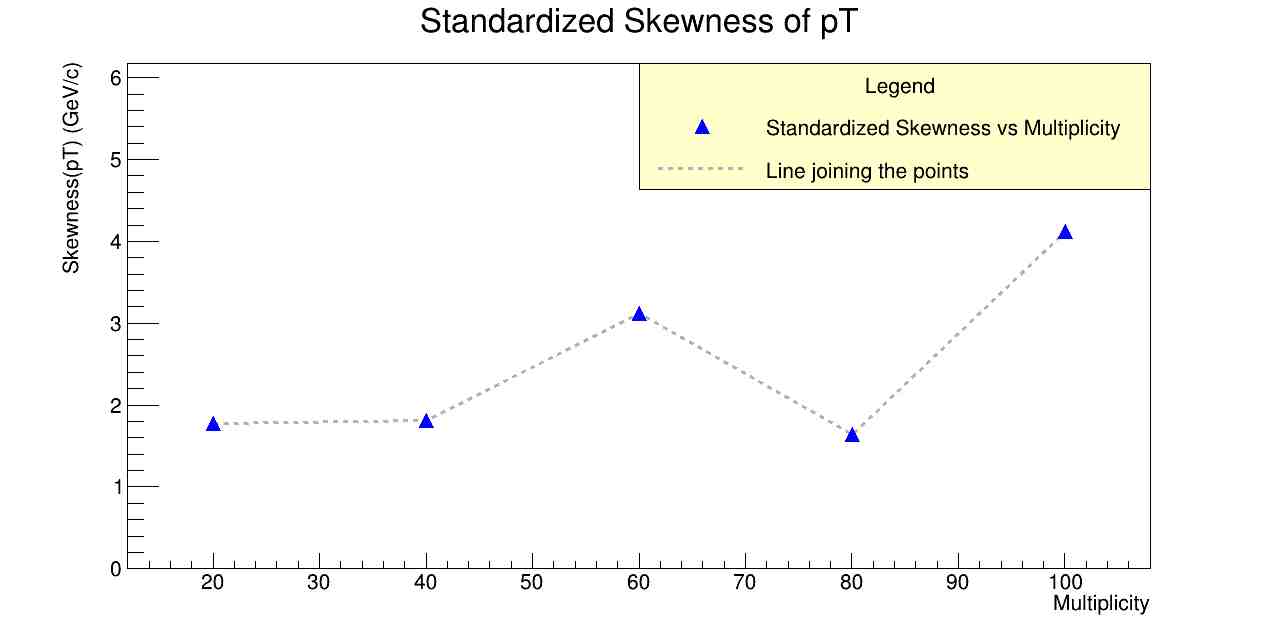 Standardized Skewness of pT
Skewness(pT) (GeV/c)
6
5
4
3
2
1
0
Legend
Standardized Skewness vs Multiplicity
Line joining the points
20 30 40 50 60 70 80 90 100
Multiplicity